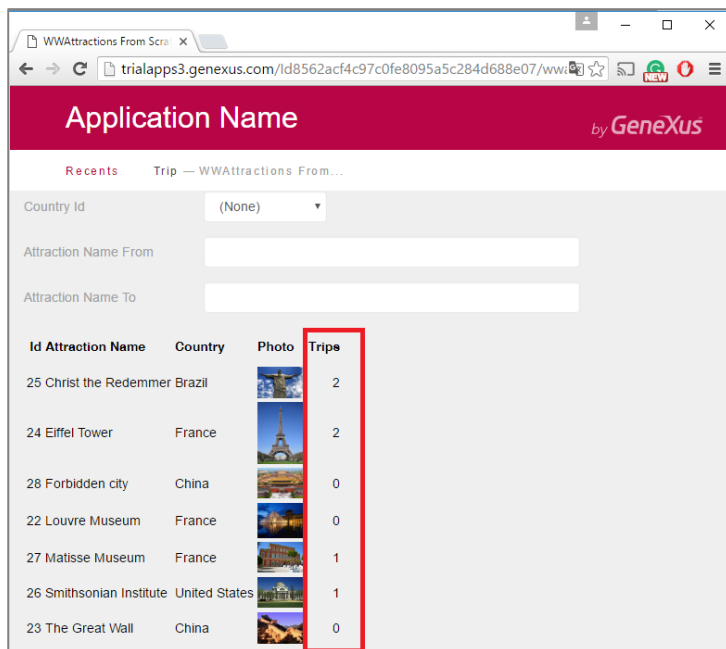 WWAttractions From Scra
trialapps3.genexus.com/Id8562acf4c97c0fe8095a5c284d688e07/wwa
NEW
Application Name
by GeneXus
Recents Trip — WWAttractions From...
Country Id (None)
Attraction Name From
Attraction Name To
Id Attraction Name Country Photo Trips
25 Christ the Redemmer Brazil 2
24 Eiffel Tower France 2
28 Forbidden city China 0
22 Louvre Museum France 0
27 Matisse Museum France 1
26 Smithsonian Institute United States 1
23 The Great Wall China 0